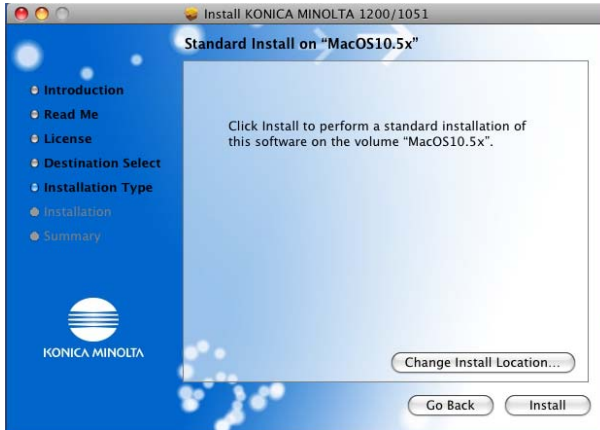 Install KONICA MINOLTA 1200/1051
Standard Install on “MacOS10.5x”
Introduction
Read Me
License
Destination Select
Installation Type
Installation
Summary
Click Install to perform a standard installation of
this software on the volume “MacOS10.5x”.
KONICA MINOLTA
Change Install Location...
Go Back
Install